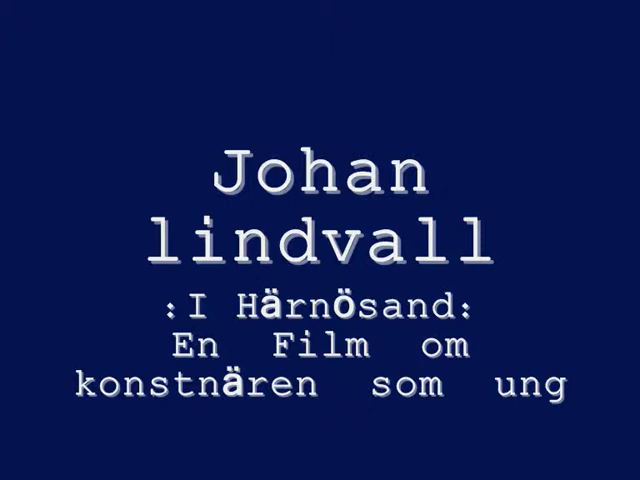 Johan
lindvall
:I Härnösand:
En Film om
konstnären som ung